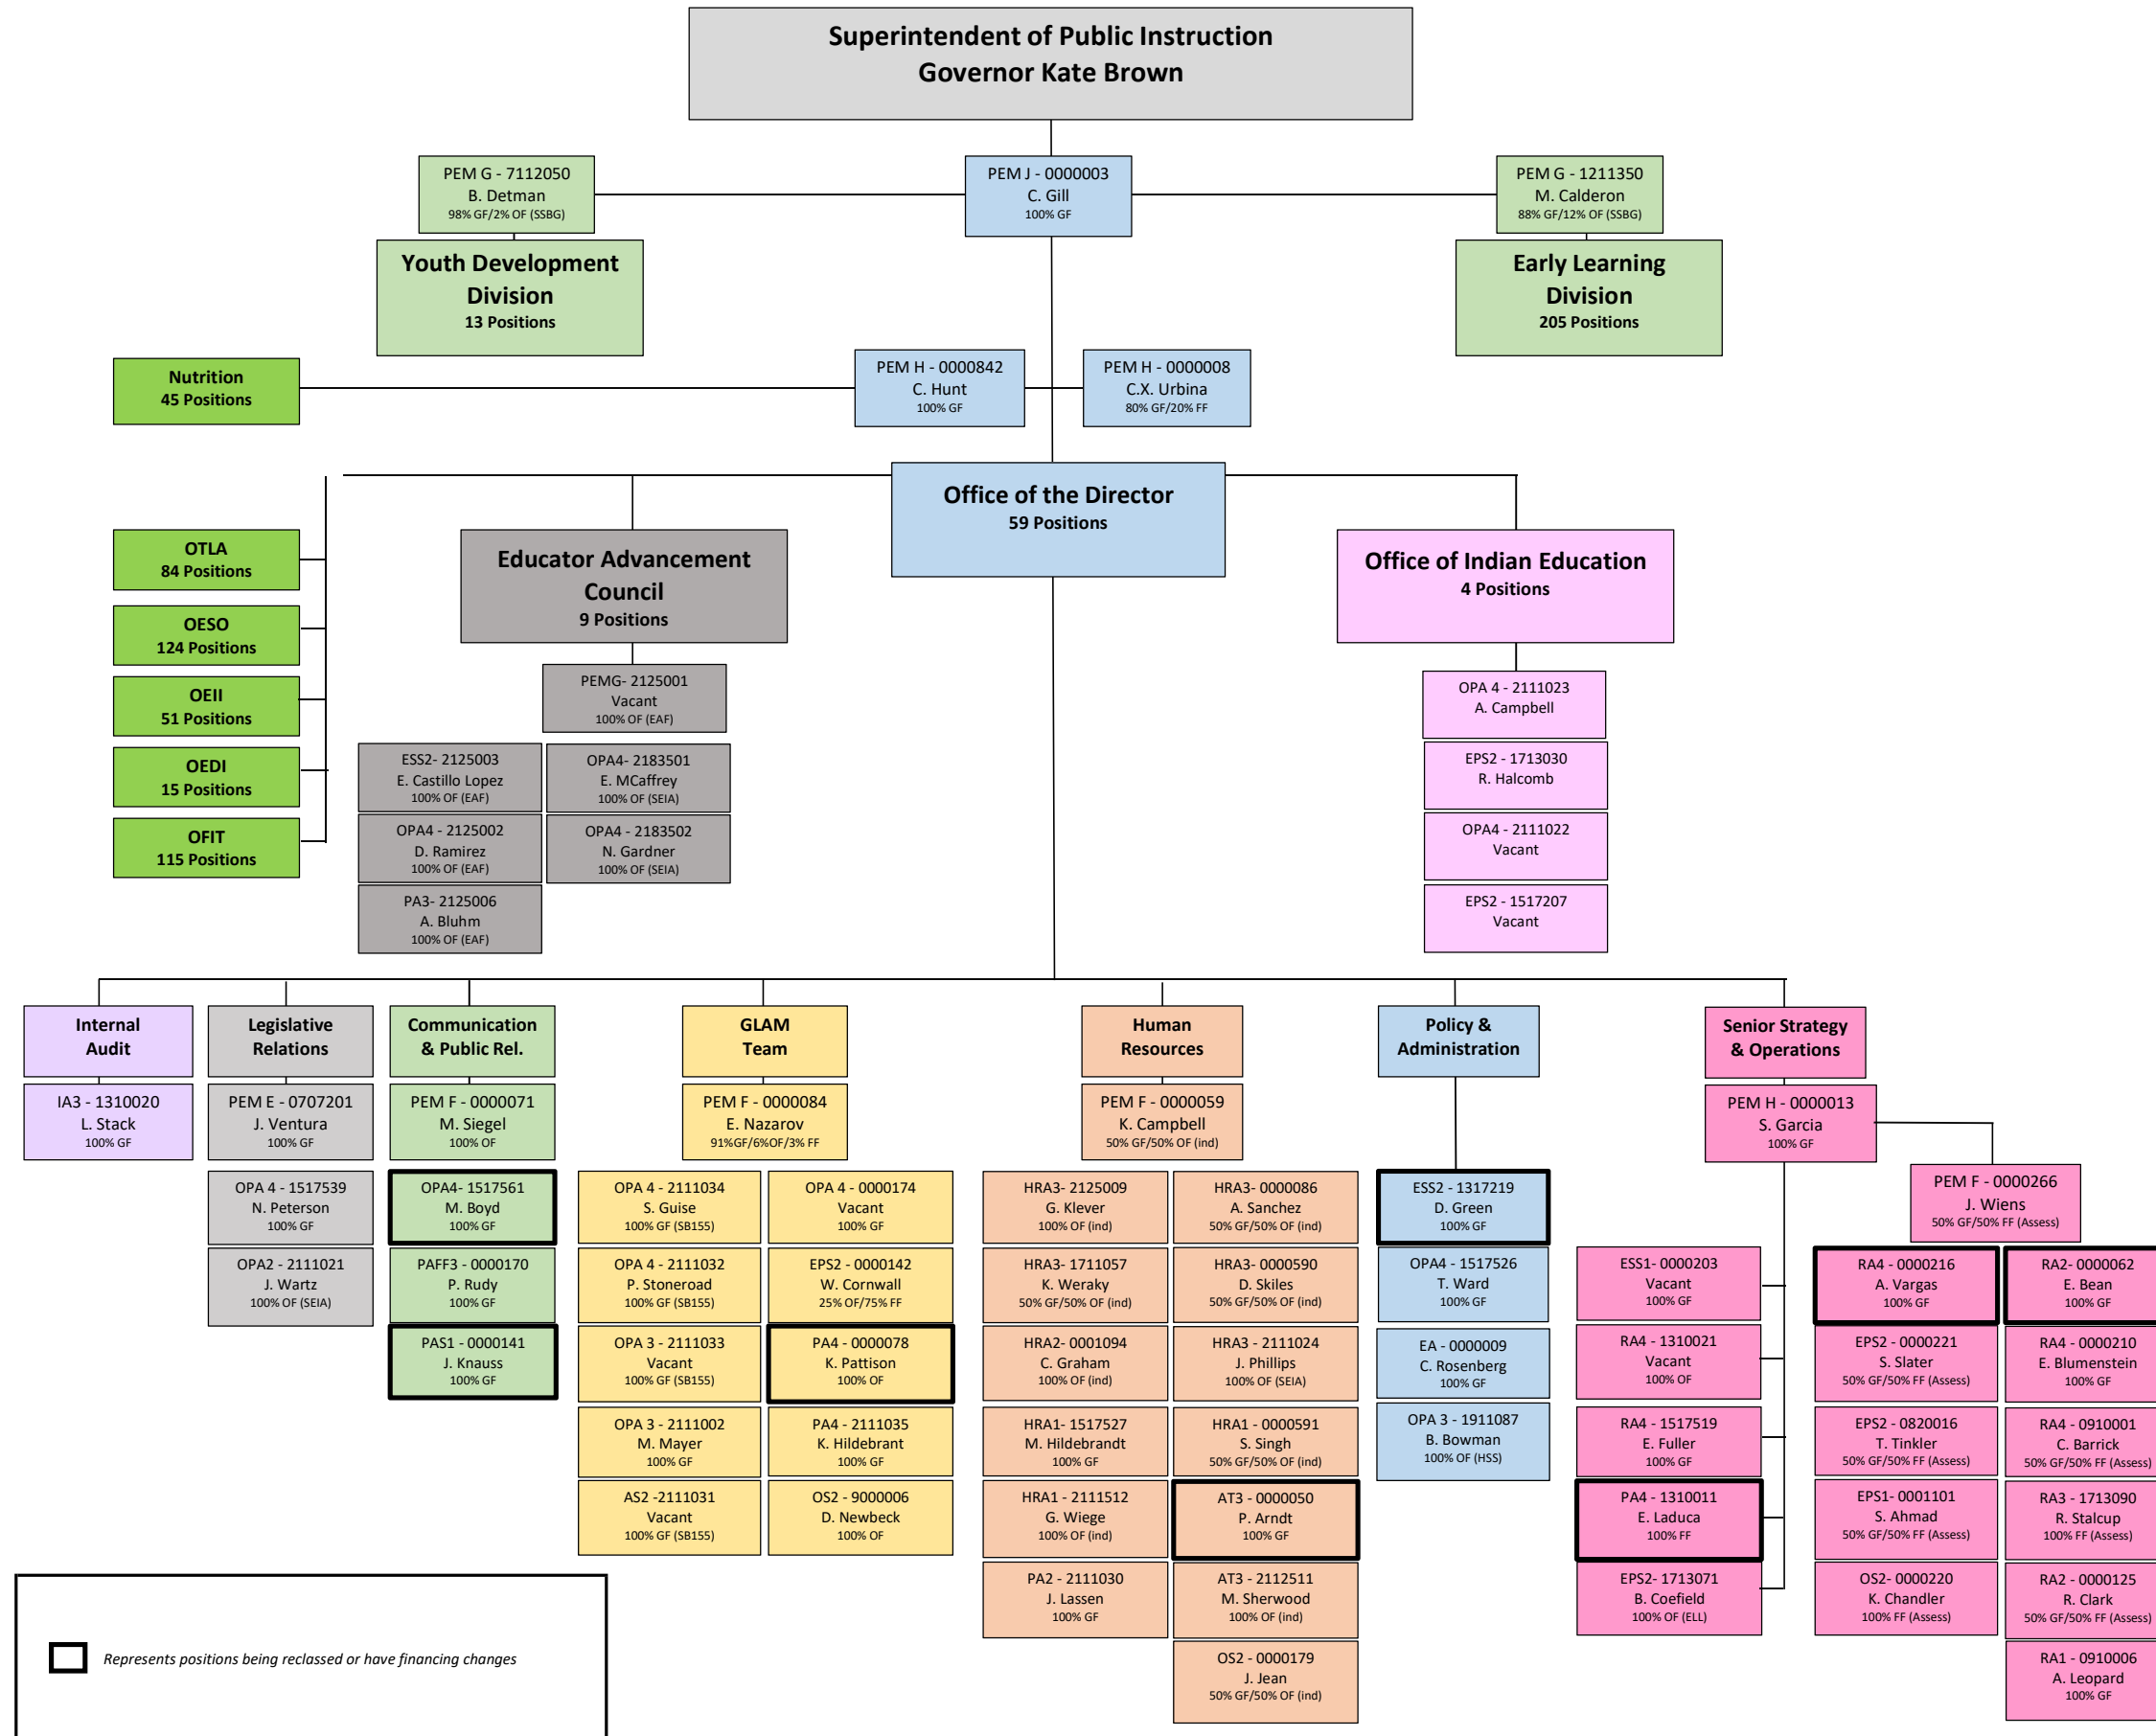 Superintendent of Public Instruction
Governor Kate Brown
PEM G - 7112050
B. Detman
98% GF/2% OF (SSBG)
PEM J - 0000003
C. Gill
100% GF
PEM G - 1211350
M. Calderon
88% GF/12% OF (SSBG)
Youth Development
Division
13 Positions
Early Learning
Division
205 Positions
Nutrition
45 Positions
PEM H - 0000842
C. Hunt
100% GF
PEM H - 0000008
C.X. Urbina
80% GF/20% FF
Office of the Director
59 Positions
OTLA
84 Positions
OESO
124 Positions
OEII
51 Positions
OEDI
15 Positions
OFIT
115 Positions
Educator Advancement
Council
9 Positions
PEMG- 2125001
Vacant
100% OF (EAF)
ESS2- 2125003
E. Castillo Lopez
100% OF (EAF)
OPA4- 2183501
E. MCaffrey
100% OF (SEIA)
OPA4 - 2125002
D. Ramirez
100% OF (EAF)
OPA4 - 2183502
N. Gardner
100% OF (SEIA)
PA3- 2125006
A. Bluhm
100% OF (EAF)
Office of Indian Education
4 Positions
OPA 4 - 2111023
A. Campbell
EPS2 - 1713030
R. Halcomb
OPA4 - 2111022
Vacant
EPS2 - 1517207
Vacant
Internal
Audit
IA3 - 1310020
L. Stack
100% GF
Legislative
Relations
PEM E - 0707201
J. Ventura
100% GF
OPA 4 - 1517539
N. Peterson
100% GF
OPA2 - 2111021
J. Wartz
100% OF (SEIA)
Communication
& Public Rel.
PEM F - 0000071
M. Siegel
100% OF
OPA4- 1517561
M. Boyd
100% GF
PAFF3 - 0000170
P. Rudy
100% GF
PAS1 - 0000141
J. Knauss
100% GF
GLAM
Team
PEM F - 0000084
E. Nazarov
91%GF/6%OF/3% FF
OPA 4 - 2111034
S. Guise
100% GF (SB155)
OPA 4 - 0000174
Vacant
100% GF
OPA 4 - 2111032
P. Stoneroad
100% GF (SB155)
EPS2 - 0000142
W. Cornwall
25% OF/75% FF
OPA 3 - 2111033
Vacant
100% GF (SB155)
PA4 - 0000078
K. Pattison
100% OF
OPA 3 - 2111002
M. Mayer
100% GF
PA4 - 2111035
K. Hildebrant
100% GF
AS2 -2111031
Vacant
100% GF (SB155)
OS2 - 9000006
D. Newbeck
100% OF
Human
Resources
PEM F - 0000059
K. Campbell
50% GF/50% OF (ind)
HRA3- 2125009
G. Klever
100% OF (ind)
HRA3- 0000086
A. Sanchez
50% GF/50% OF (ind)
HRA3- 1711057
K. Weraky
50% GF/50% OF (ind)
HRA3- 0000590
D. Skiles
50% GF/50% OF (ind)
HRA2- 0001094
C. Graham
100% OF (ind)
HRA3 - 2111024
J. Phillips
100% OF (SEIA)
HRA1- 1517527
M. Hildebrandt
100% GF
HRA1 - 0000591
S. Singh
50% GF/50% OF (ind)
HRA1 - 2111512
G. Wiege
100% OF (ind)
AT3 - 0000050
P. Arndt
100% GF
PA2 - 2111030
J. Lassen
100% GF
AT3 - 2112511
M. Sherwood
100% OF (ind)
OS2 - 0000179
J. Jean
50% GF/50% OF (ind)
Policy &
Administration
ESS2 - 1317219
D. Green
100% GF
OPA4 - 1517526
T. Ward
100% GF
EA - 0000009
C. Rosenberg
100% GF
OPA 3 - 1911087
B. Bowman
100% OF (HSS)
Senior Strategy
& Operations
PEM H - 0000013
S. Garcia
100% GF
PEM F - 0000266
J. Wiens
50% GF/50% FF (Assess)
ESS1- 0000203
Vacant
100% GF
RA4 - 1310021
Vacant
100% OF
RA4 - 1517519
E. Fuller
100% GF
PA4 - 1310011
E. Laduca
100% FF
EPS2- 1713071
B. Coefield
100% OF (ELL)
RA4 - 0000216
A. Vargas
100% GF
RA2- 0000062
E. Bean
100% GF
EPS2 - 0000221
S. Slater
50% GF/50% FF (Assess)
RA4 - 0000210
E. Blumenstein
100% GF
EPS2 - 0820016
T. Tinkler
50% GF/50% FF (Assess)
RA4 - 0910001
C. Barrick
50% GF/50% FF (Assess)
EPS1- 0001101
S. Ahmad
50% GF/50% FF (Assess)
RA3 - 1713090
R. Stalcup
100% FF (Assess)
OS2- 0000220
K. Chandler
100% FF (Assess)
RA2 - 0000125
R. Clark
50% GF/50% FF (Assess)
RA1 - 0910006
A. Leopard
100% GF
Represents positions being reclassed or have financing changes